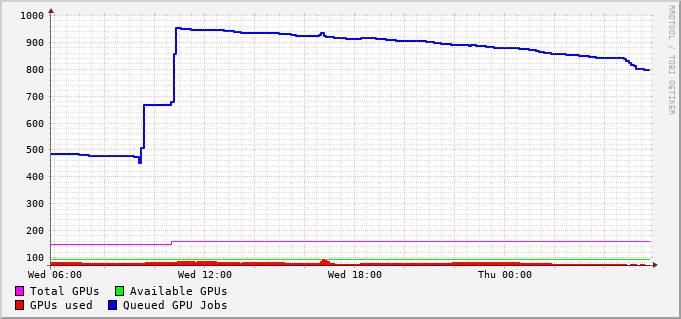 1000
900
800
700
600
500
400
300
200
100
Wed 06:00 Wed 12:00 Wed 18:00 Thu 00:00
Total GPUs Available GPUs
GPUs used Queued GPU Jobs
RRDTOOL / TOBI OETIKER